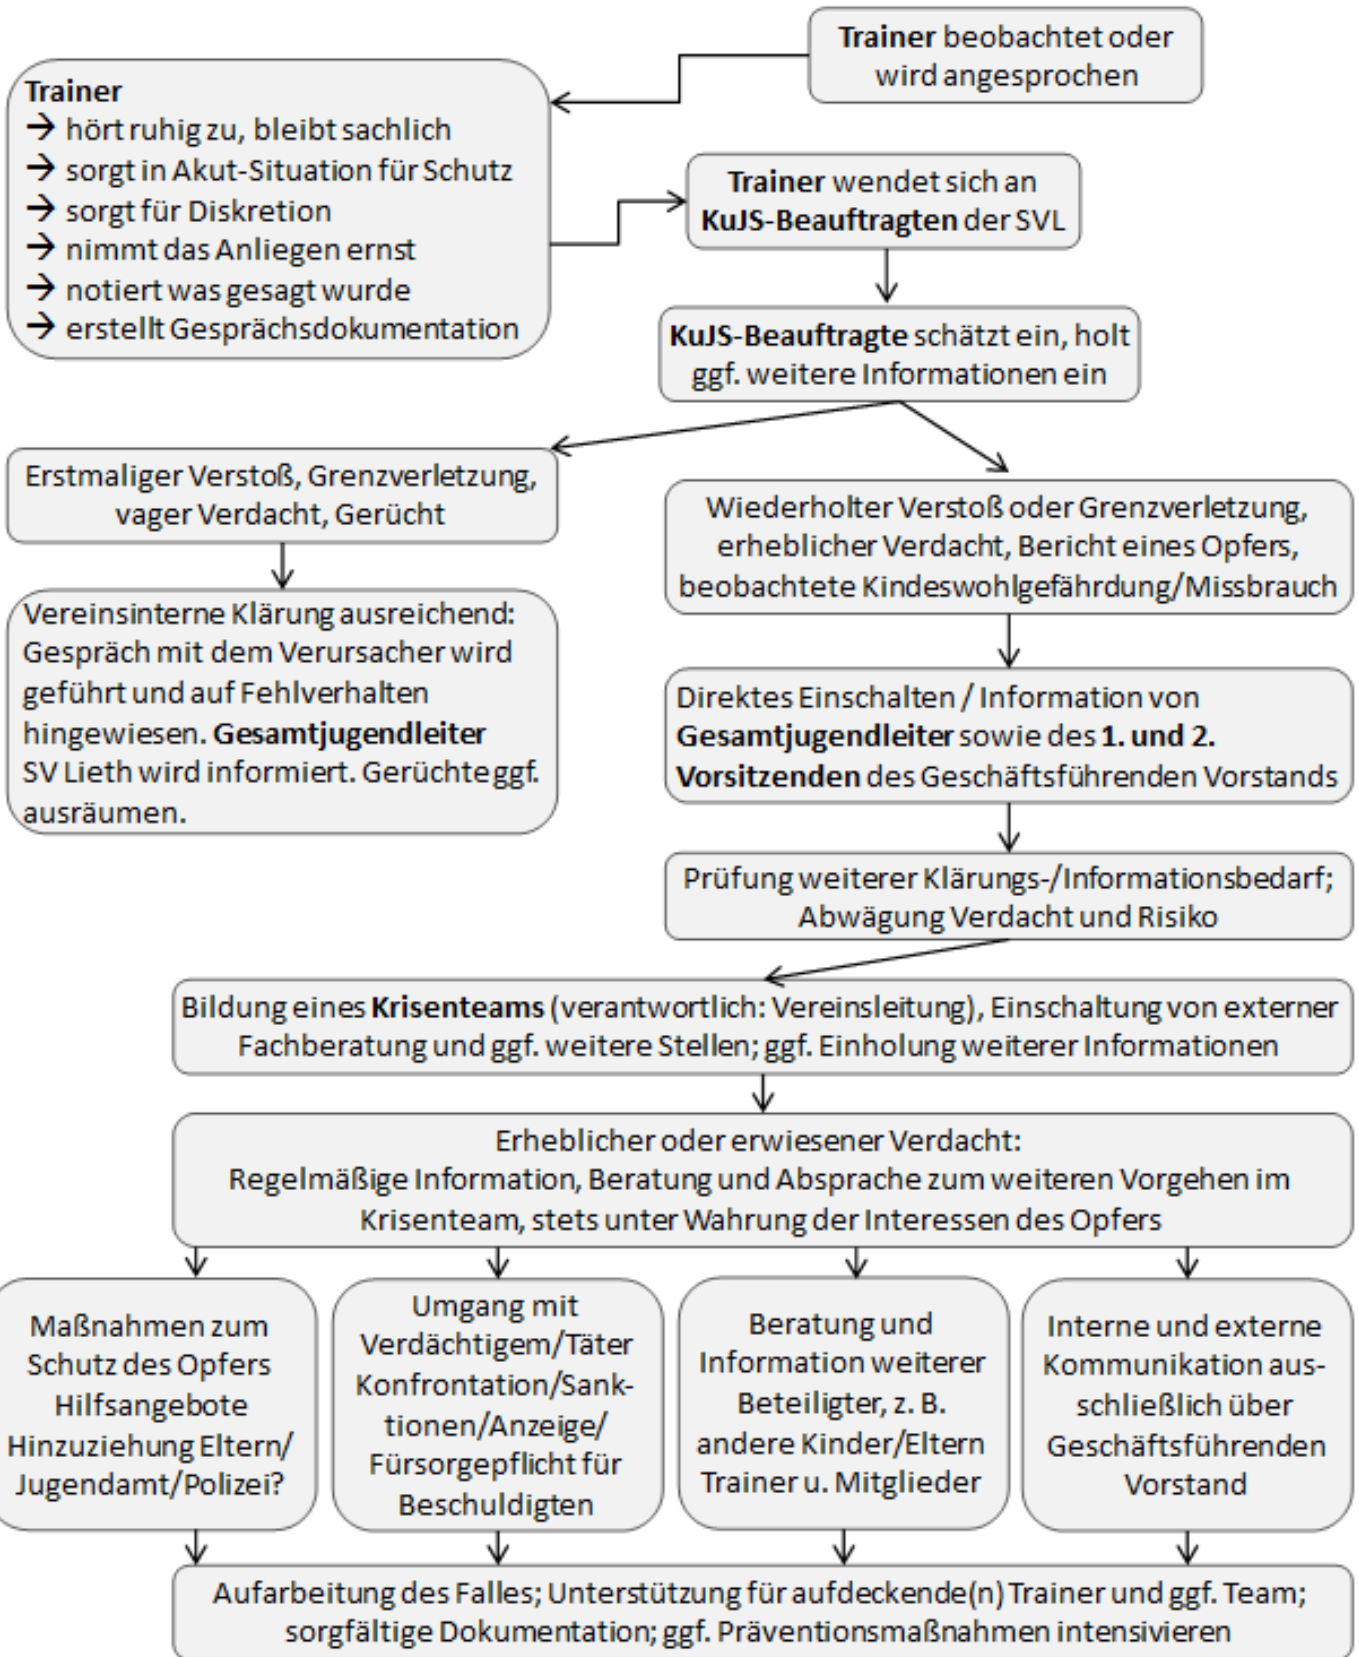 Trainer beobachtet oder
wird angesprochen
Trainer
→ hört ruhig zu, bleibt sachlich
→ sorgt in Akut-Situation für Schutz
→ sorgt für Diskretion
→ nimmt das Anliegen ernst
→ notiert was gesagt wurde
→ erstellt Gesprächsdokumentation
Trainer wendet sich an
KuJS-Beauftragten der SVL
KuJS-Beauftragte schätzt ein, holt
ggf. weitere Informationen ein
Erstmaliger Verstoß, Grenzverletzung,
vager Verdacht, Gerücht
Vereinsinterne Klärung ausreichend:
Gespräch mit dem Verursacher wird
geführt und auf Fehlverhalten
hingewiesen. Gesamtjugendleiter
SV Lieth wird informiert. Gerüchte ggf.
ausräumen.
Wiederholter Verstoß oder Grenzverletzung,
erheblicher Verdacht, Bericht eines Opfers,
beobachtete Kindeswohlgefährdung/Missbrauch
Direktes Einschalten / Information von
Gesamtjugendleiter sowie des 1. und 2.
Vorsitzenden des Geschäftsführenden Vorstands
Prüfung weiterer Klärungs-/Informationsbedarf;
Abwägung Verdacht und Risiko
Bildung eines Krisenteams (verantwortlich: Vereinsleitung), Einschaltung von externer
Fachberatung und ggf. weitere Stellen; ggf. Einholung weiterer Informationen
Erheblicher oder erwiesener Verdacht:
Regelmäßige Information, Beratung und Absprache zum weiteren Vorgehen im
Krisenteam, stets unter Wahrung der Interessen des Opfers
Maßnahmen zum
Schutz des Opfers
Hilfsangebote
Hinzuziehung Eltern/
Jugendamt/Polizei?
Umgang mit
Verdächtigem/Täter
Konfrontation/Sank-
tionen/Anzeige/
Fürsorgepflicht für
Beschuldigten
Beratung und
Information weiterer
Beteiligter, z. B.
andere Kinder/Eltern
Trainer u. Mitglieder
Interne und externe
Kommunikation aus-
schließlich über
Geschäftsführenden
Vorstand
Aufarbeitung des Falles; Unterstützung für aufdeckende(n) Trainer und ggf. Team;
sorgfältige Dokumentation; ggf. Präventionsmaßnahmen intensivieren